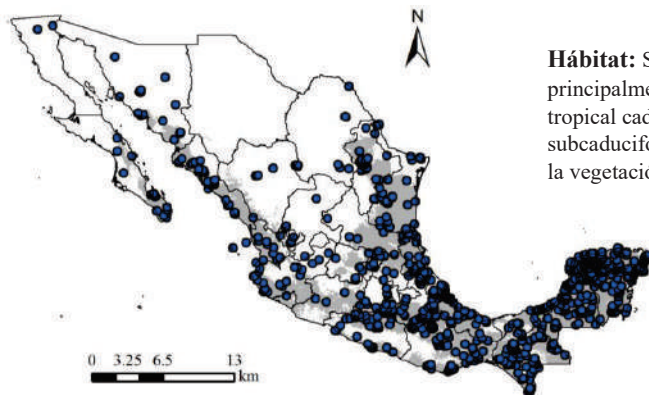 N
Hábitat: S
principalme
tropical cad
subcaducifo
la vegetació
0 3.25 6.5 13
km